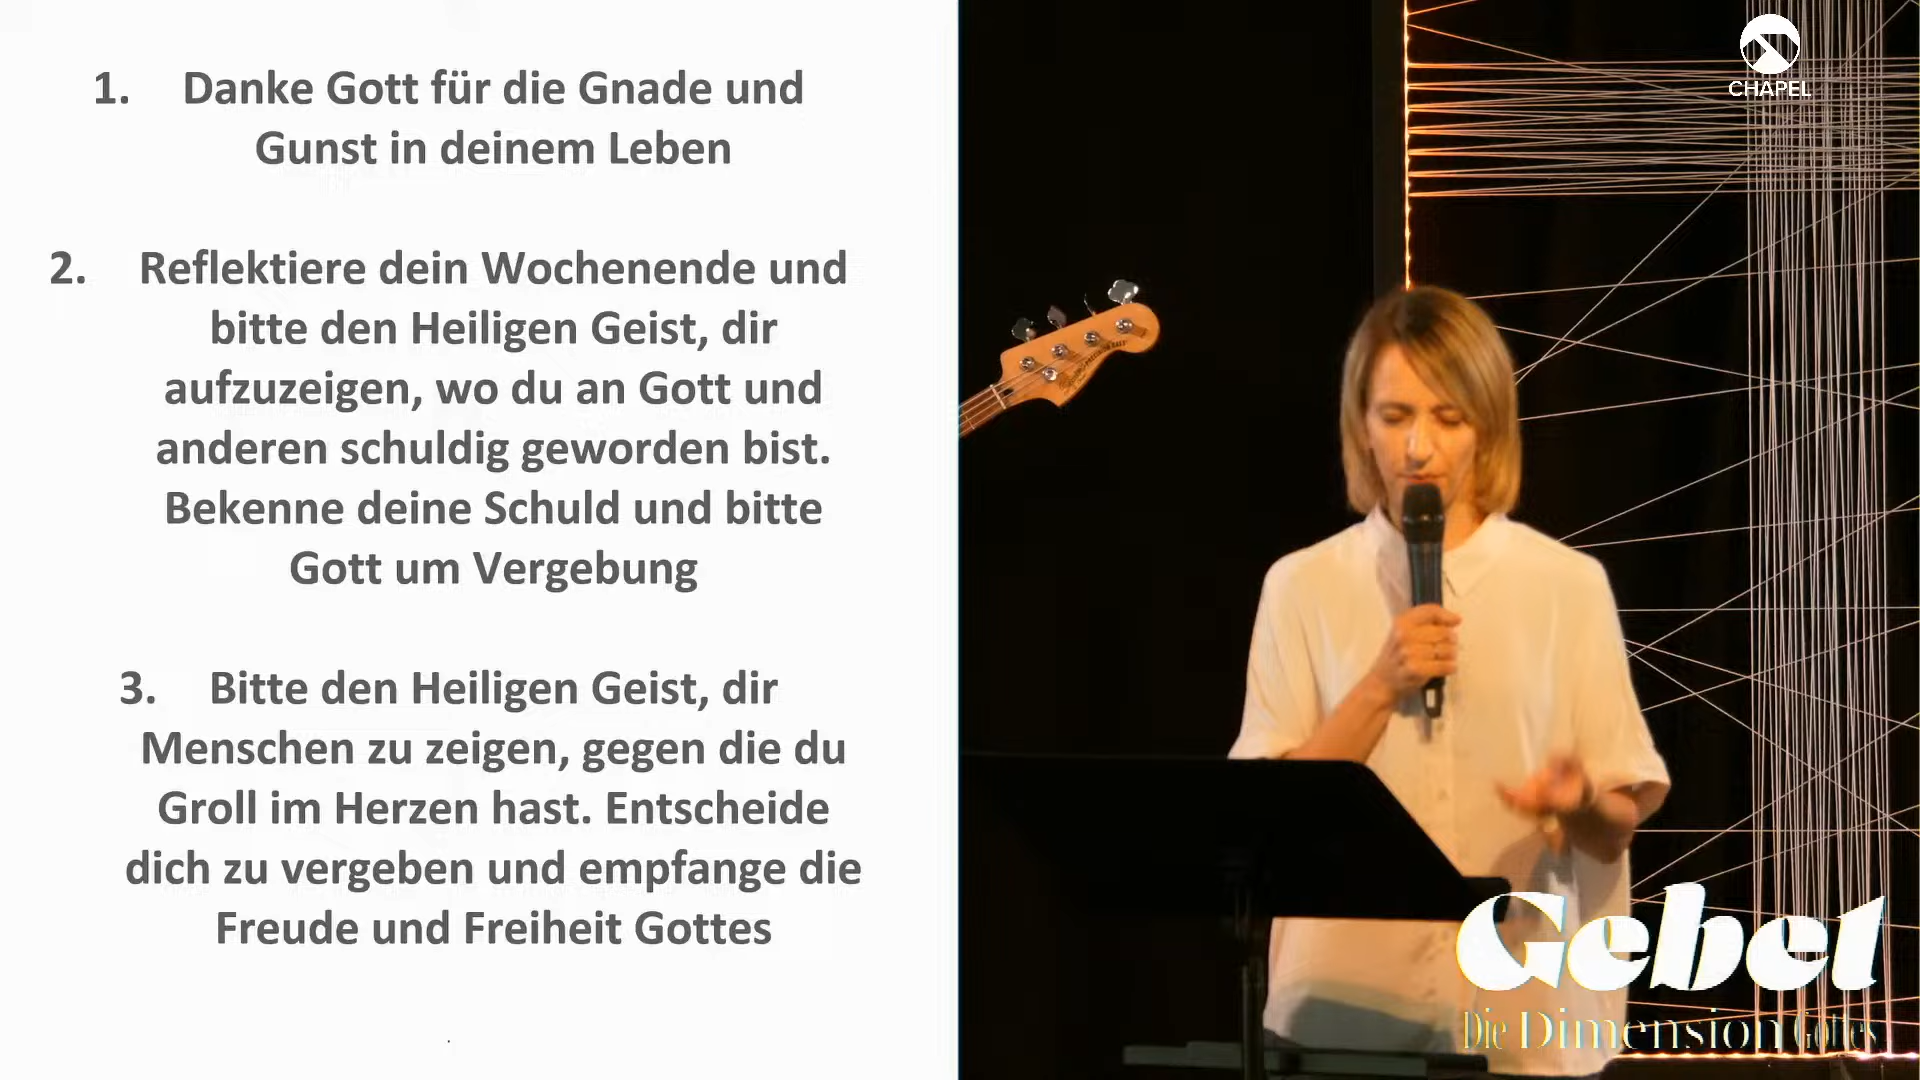 1. Danke Gott für die Gnade und
Gunst in deinem Leben
2. Reflektiere dein Wochenende und
bitte den Heiligen Geist, dir
aufzuzeigen, wo du an Gott und
anderen schuldig geworden bist.
Bekenne deine Schuld und bitte
Gott um Vergebung
3. Bitte den Heiligen Geist, dir
Menschen zu zeigen, gegen die du
Groll im Herzen hast. Entscheide
dich zu vergeben und empfange die
Freude und Freiheit Gottes
CHAPEL
Gebet
Die Dimension Gottes